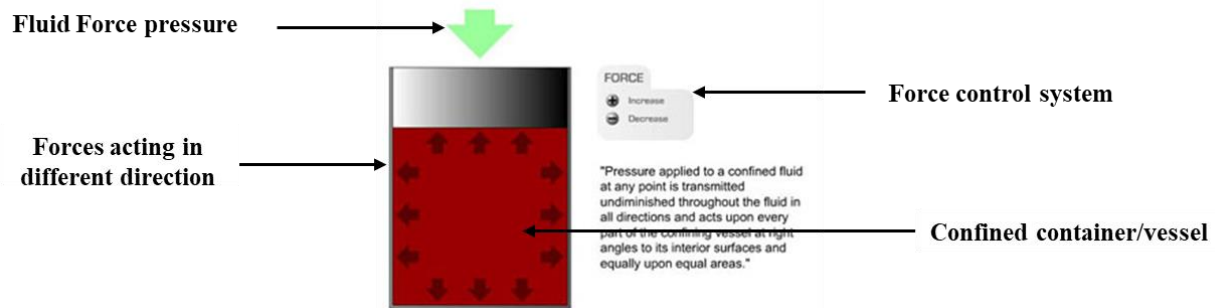 Fluid Force pressure
FORCE
Increase
Decrease
Force control system
Forces acting in
different direction
"Pressure applied to a confined fluid
at any point is transmitted
undiminished throughout the fluid in
all directions and acts upon every
part of the confining vessel at right
angles to its interior surfaces and
equally upon equal areas."
Confined container/vessel